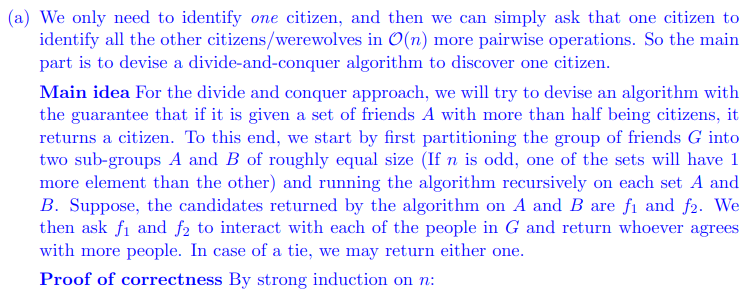 (a) We only need to identify one citizen, and then we can simply ask that one citizen to
identify all the other citizens/werewolves in O(n) more pairwise operations. So the main
part is to devise a divide-and-conquer algorithm to discover one citizen.
Main idea For the divide and conquer approach, we will try to devise an algorithm with
the guarantee that if it is given a set of friends A with more than half being citizens, it
returns a citizen. To this end, we start by first partitioning the group of friends G into
two sub-groups A and B of roughly equal size (If n is odd, one of the sets will have 1
more element than the other) and running the algorithm recursively on each set A and
B. Suppose, the candidates returned by the algorithm on A and B are f₁ and f₂. We
then ask f₁ and f₂ to interact with each of the people in G and return whoever agrees
with more people. In case of a tie, we may return either one.
Proof of correctness By strong induction on n: